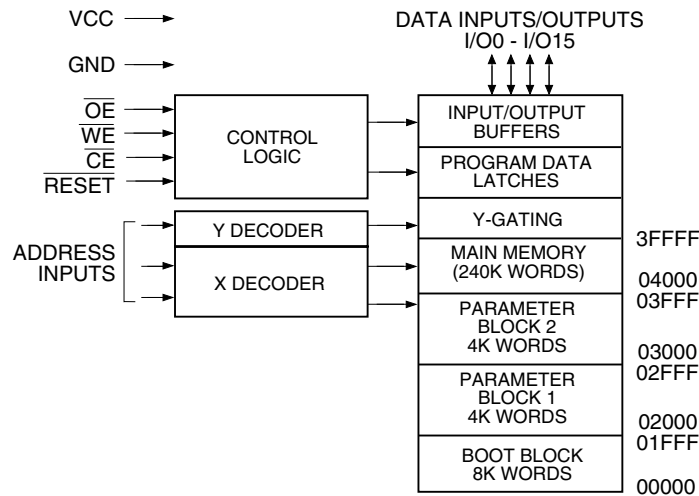 VCC
GND
OE
WE
CE
RESET
ADDRESS
INPUTS
CONTROL
LOGIC
Y DECODER
X DECODER
DATA INPUTS/OUTPUTS
I/O0 - I/O15
INPUT/OUTPUT
BUFFERS
PROGRAM DATA
LATCHES
Y-GATING
MAIN MEMORY
(240K WORDS)
PARAMETER
BLOCK 2
4K WORDS
PARAMETER
BLOCK 1
4K WORDS
BOOT BLOCK
8K WORDS
3FFFF
04000
03FFF
03000
02FFF
02000
01FFF
00000